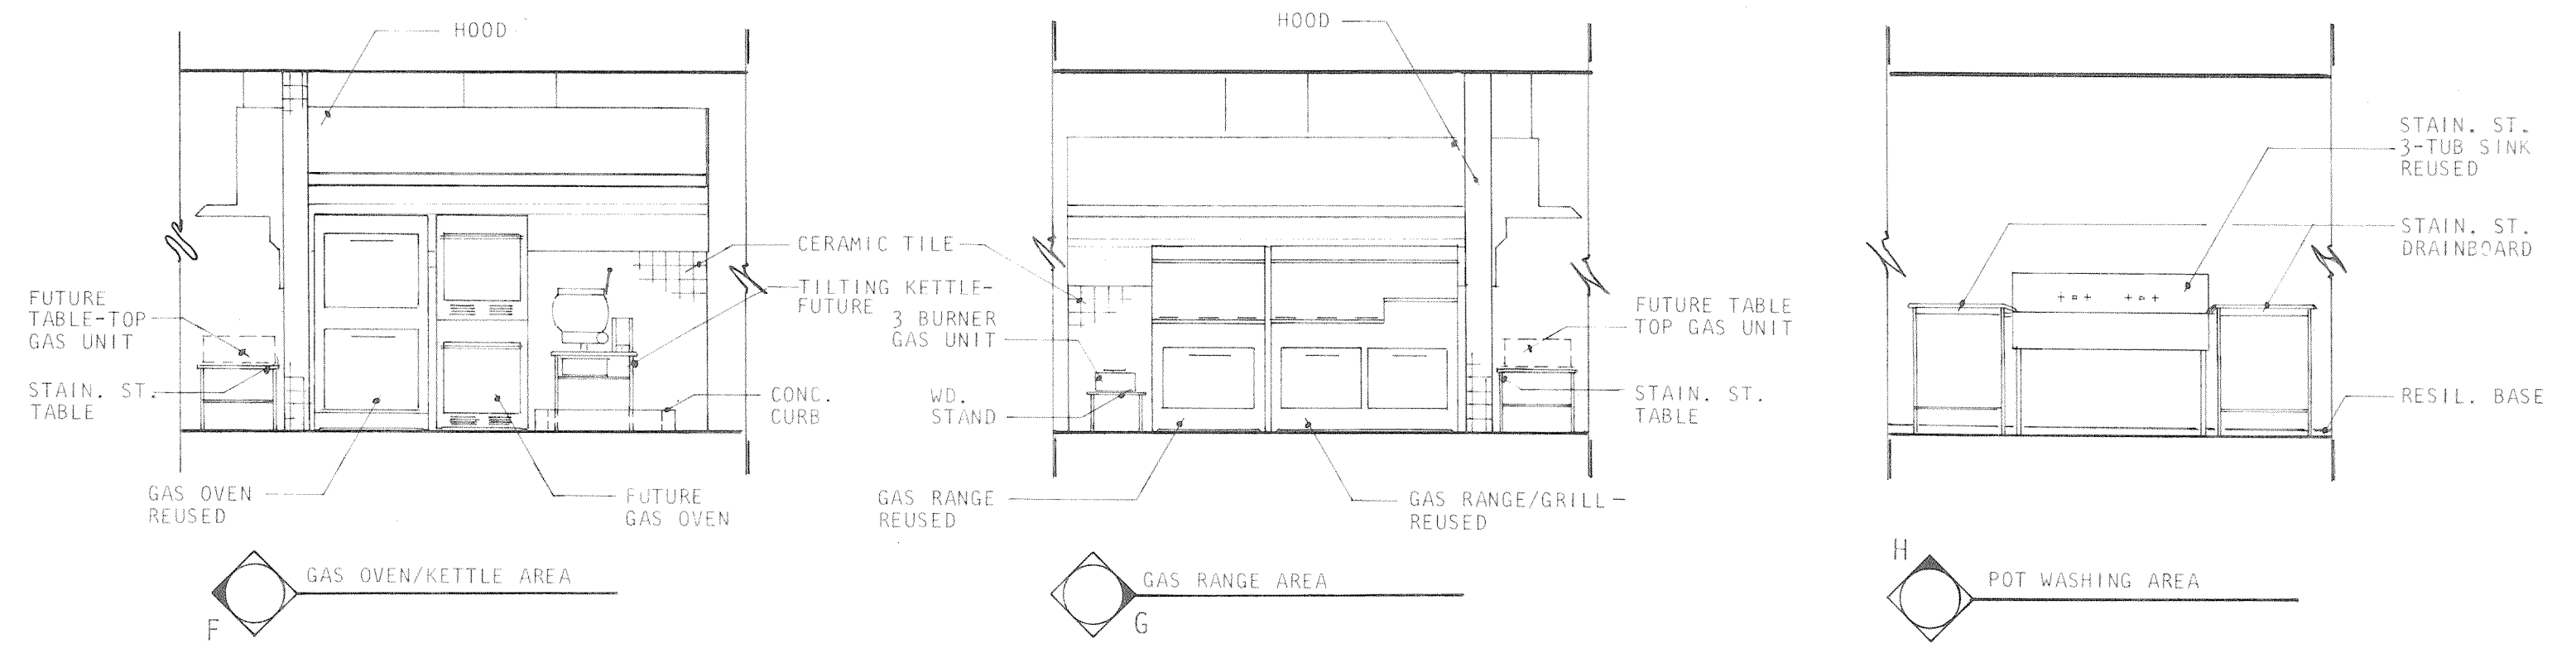 HOOD
FUTURE
TABLE-TOP
GAS UNIT
STAIN. ST.
TABLE
GAS OVEN
REUSED
FUTURE
GAS OVEN
CERAMIC TILE
TILTING KETTLE-
FUTURE
CONC.
CURB
F
GAS OVEN/KETTLE AREA
HOOD
3 BURNER
GAS UNIT
WD.
STAND
GAS RANGE
REUSED
GAS RANGE/GRILL-
REUSED
FUTURE TABLE
TOP GAS UNIT
STAIN. ST.
TABLE
G
GAS RANGE AREA
STAIN. ST.
3-TUB SINK
REUSED
STAIN. ST.
DRAINBOARD
RESIL. BASE
H
POT WASHING AREA